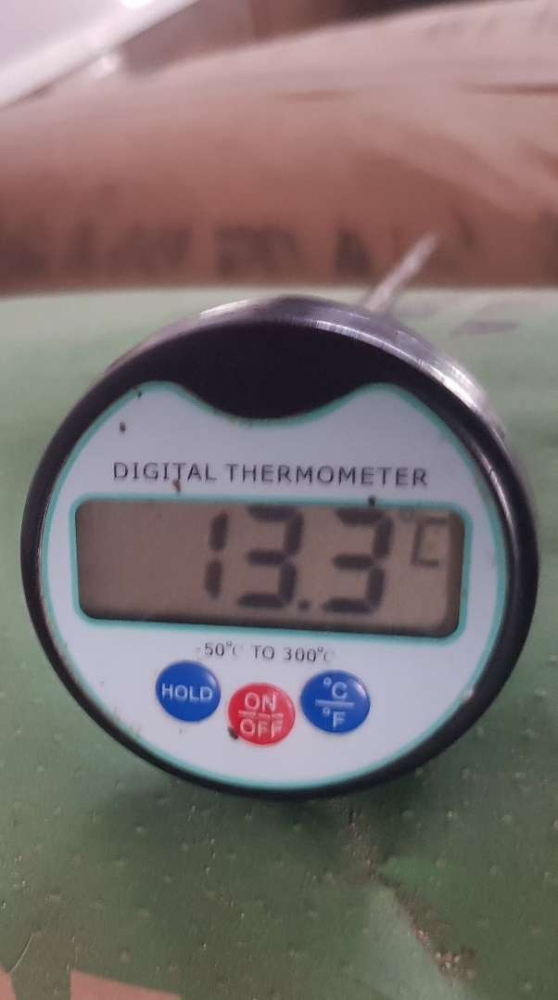 DIGITAL THERMOMETER
13.3°C
-50°C TO 300°C
HOLD
ON
OFF
°C
°F